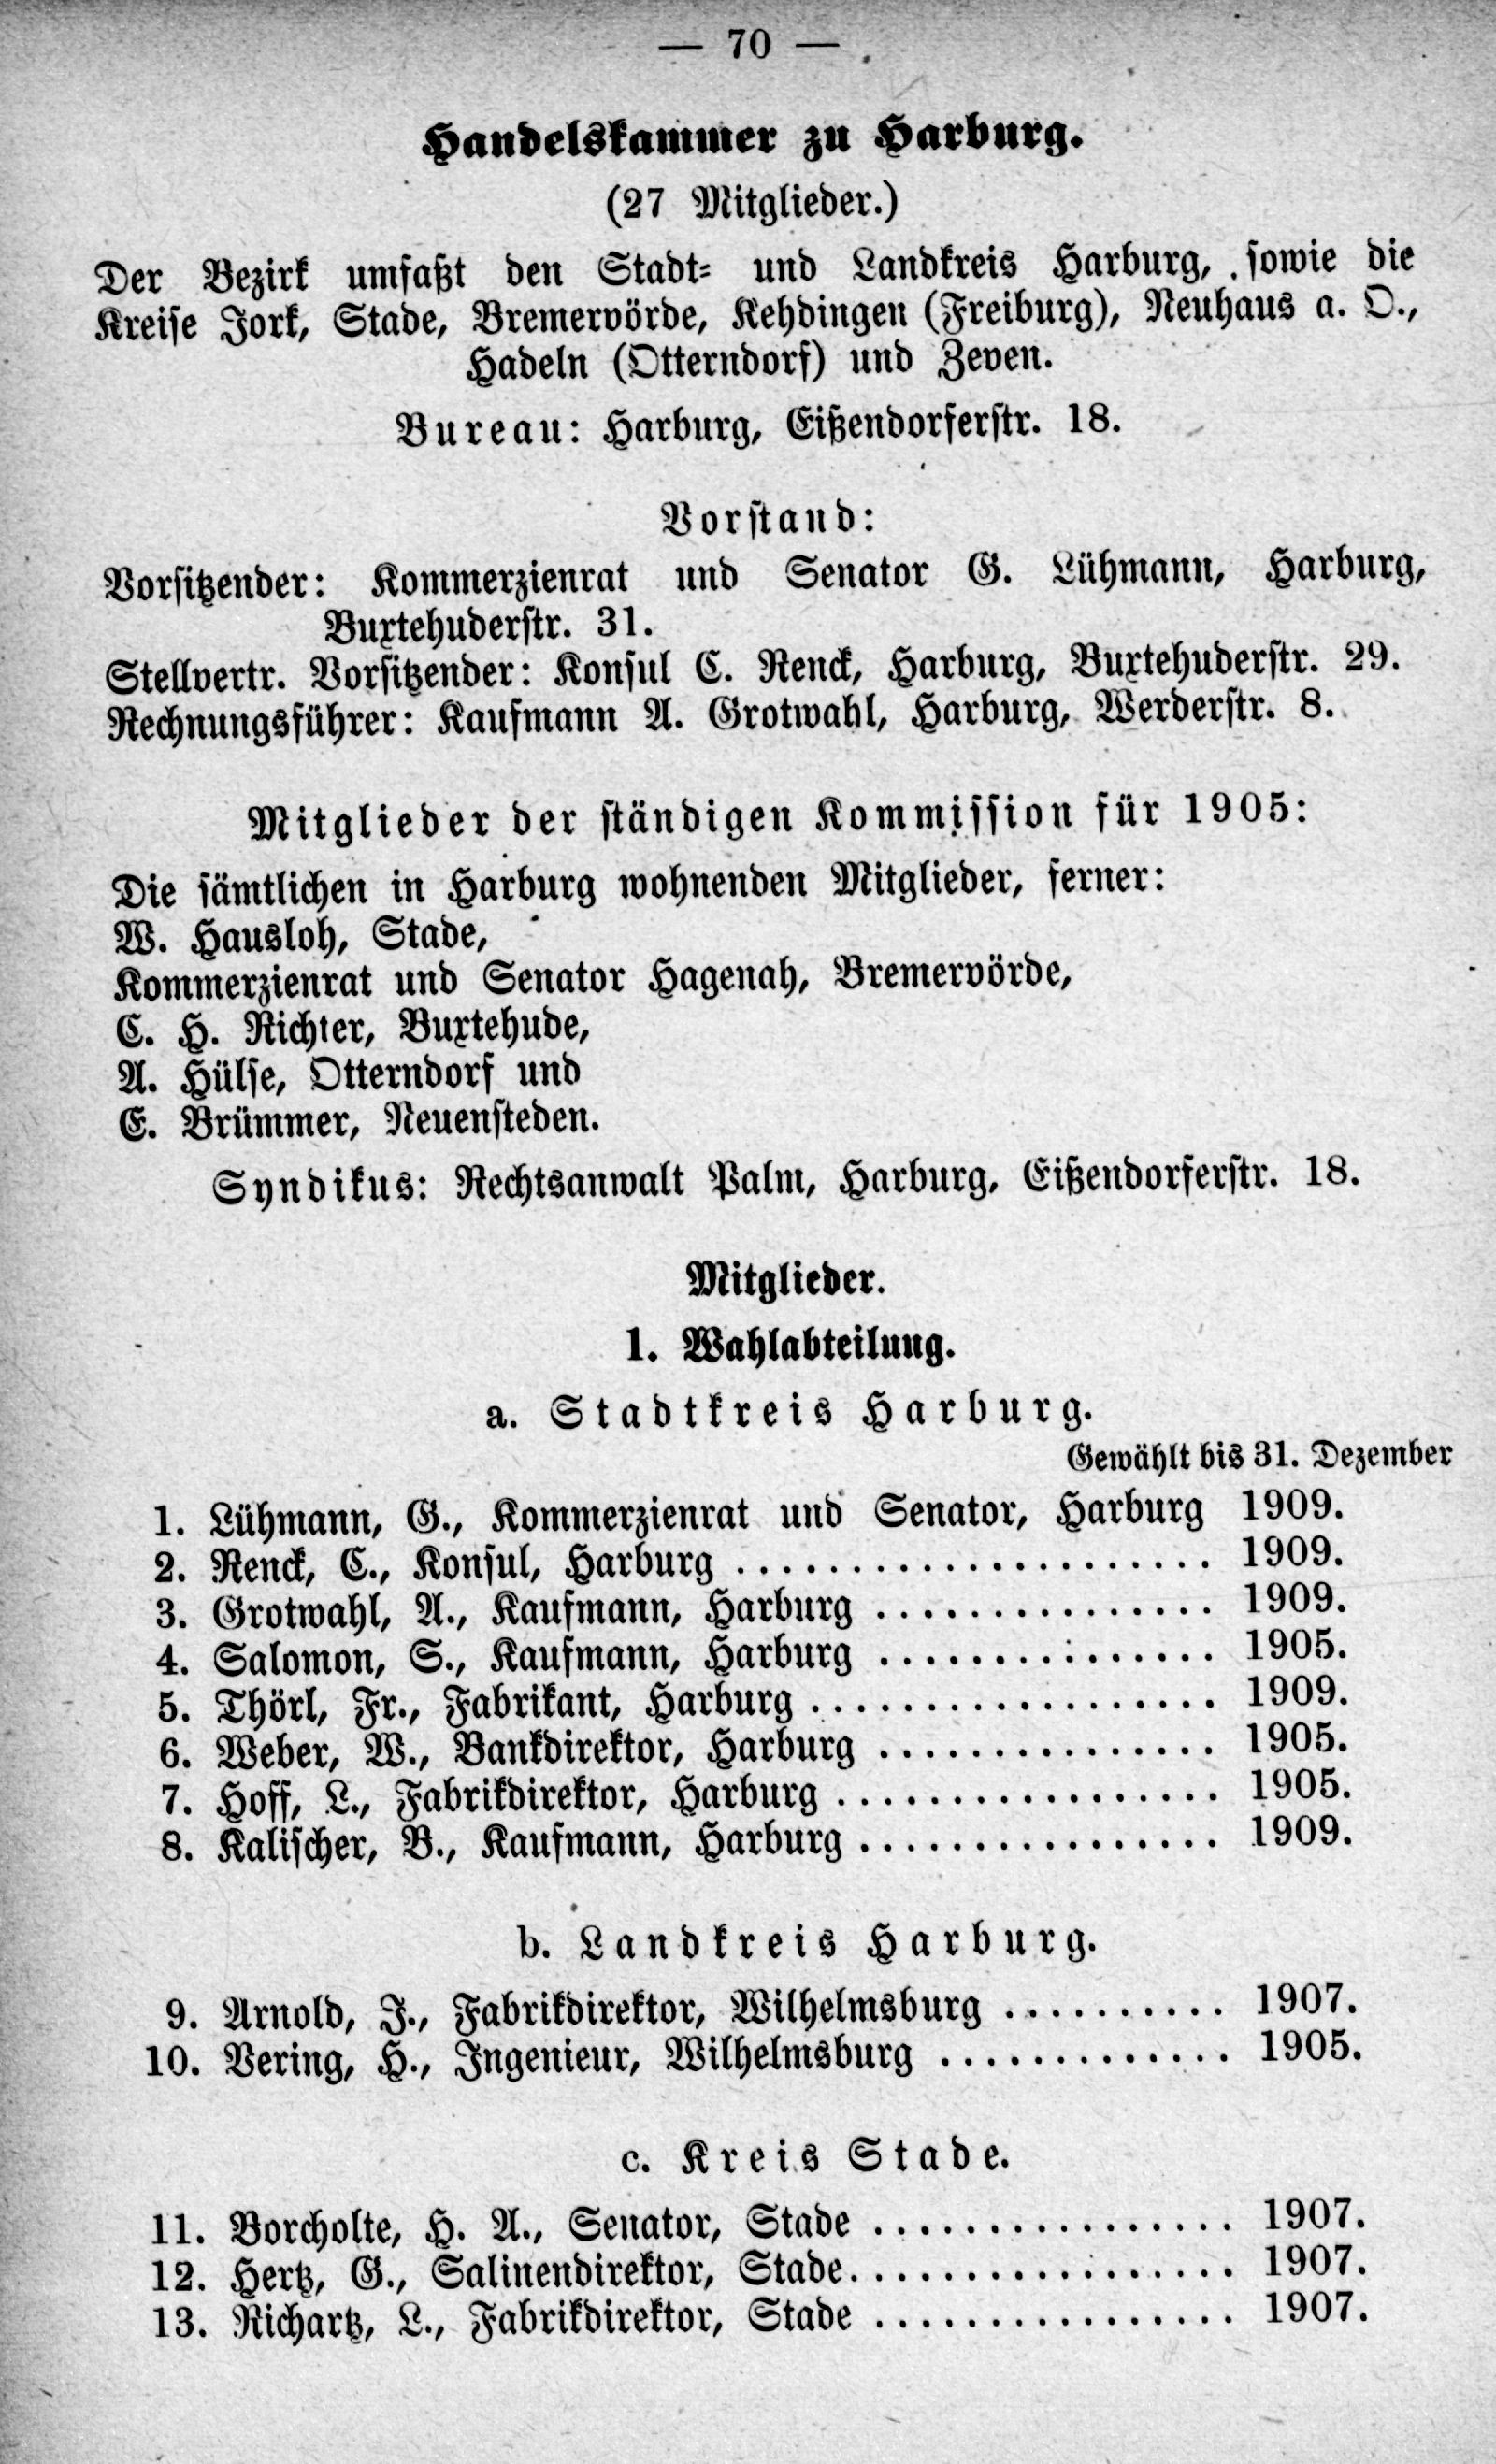 — 70 —
Handelskammer zu Harburg.
(27 Mitglieder.)
Der Bezirk umfaßt den Stadt- und Landkreis Harburg, sowie die
Kreise Jork, Stade, Bremervörde, Kehdingen (Freiburg), Neuhaus a. O.,
Hadeln (Otterndorf) und Zeven.
Bureau: Harburg, Eißendorferstr. 18.
Vorstand:
Vorsitzender: Kommerzienrat und Senator G. Lühmann, Harburg,
Buxtehuderstr. 31.
Stellvertr. Vorsitzender: Konsul C. Renck, Harburg, Buxtehuderstr. 29.
Rechnungsführer: Kaufmann A. Grotwahl, Harburg, Werderstr. 8.
Mitglieder der ständigen Kommission für 1905:
Die sämtlichen in Harburg wohnenden Mitglieder, ferner:
W. Hausloh, Stade,
Kommerzienrat und Senator Hagenah, Bremervörde,
C. H. Richter, Buxtehude,
A. Hülse, Otterndorf und
E. Brümmer, Neuensteden.
Syndikus: Rechtsanwalt Palm, Harburg, Eißendorferstr. 18.
Mitglieder.
1. Wahlabteilung.
a. Stadtkreis Harburg.
Gewählt bis 31. Dezember
1. Lühmann, G., Kommerzienrat und Senator, Harburg 1909.
2. Renck, C., Konsul, Harburg ..................... 1909.
3. Grotwahl, A., Kaufmann, Harburg ............... 1909.
4. Salomon, S., Kaufmann, Harburg ............... 1905.
5. Thörl, Fr., Fabrikant, Harburg .................. 1909.
6. Weber, W., Bankdirektor, Harburg ............... 1905.
7. Hoff, L., Fabrikdirektor, Harburg ................. 1905.
8. Kalischer, B., Kaufmann, Harburg ................ 1909.
b. Landkreis Harburg.
9. Arnold, J., Fabrikdirektor, Wilhelmsburg .......... 1907.
10. Vering, H., Ingenieur, Wilhelmsburg ............. 1905.
c. Kreis Stade.
11. Borcholte, H. A., Senator, Stade ................ 1907.
12. Hertz, G., Salinendirektor, Stade ................. 1907.
13. Richartz, L., Fabrikdirektor, Stade ................ 1907.